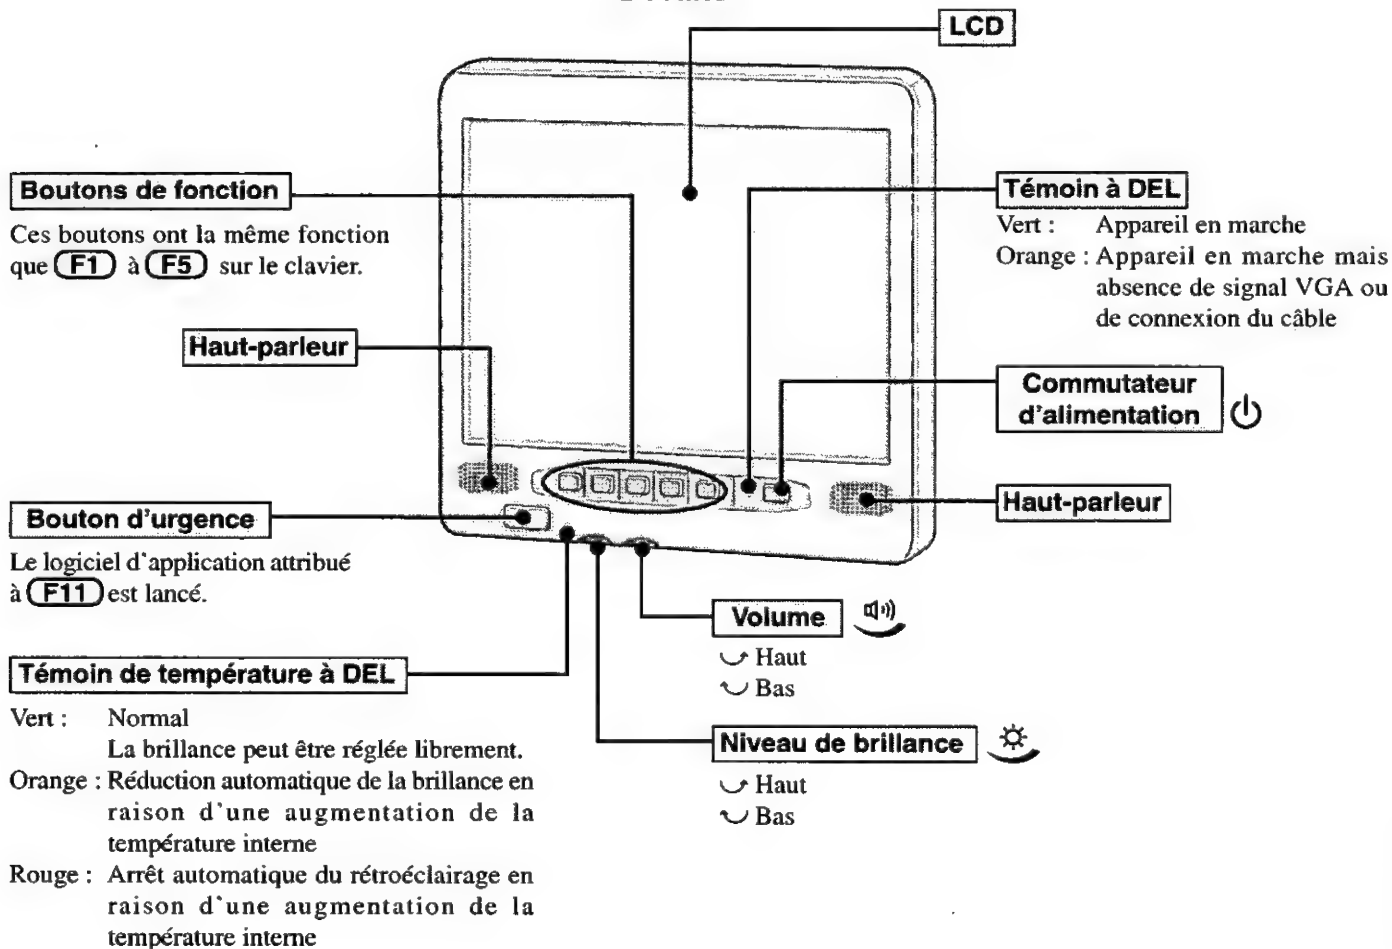 LCD
Boutons de fonction
Ces boutons ont la même fonction
que F1 à F5 sur le clavier.
Témoin à DEL
Vert : Appareil en marche
Orange : Appareil en marche mais
absence de signal VGA ou
de connexion du câble
Haut-parleur
Commutateur
d'alimentation
Haut-parleur
Bouton d'urgence
Le logiciel d'application attribué
à F11 est lancé.
Volume
Haut
Bas
Témoin de température à DEL
Vert : Normal
La brillance peut être réglée librement.
Orange : Réduction automatique de la brillance en
raison d'une augmentation de la
température interne
Rouge : Arrêt automatique du rétroéclairage en
raison d'une augmentation de la
température interne
Niveau de brillance
Haut
Bas